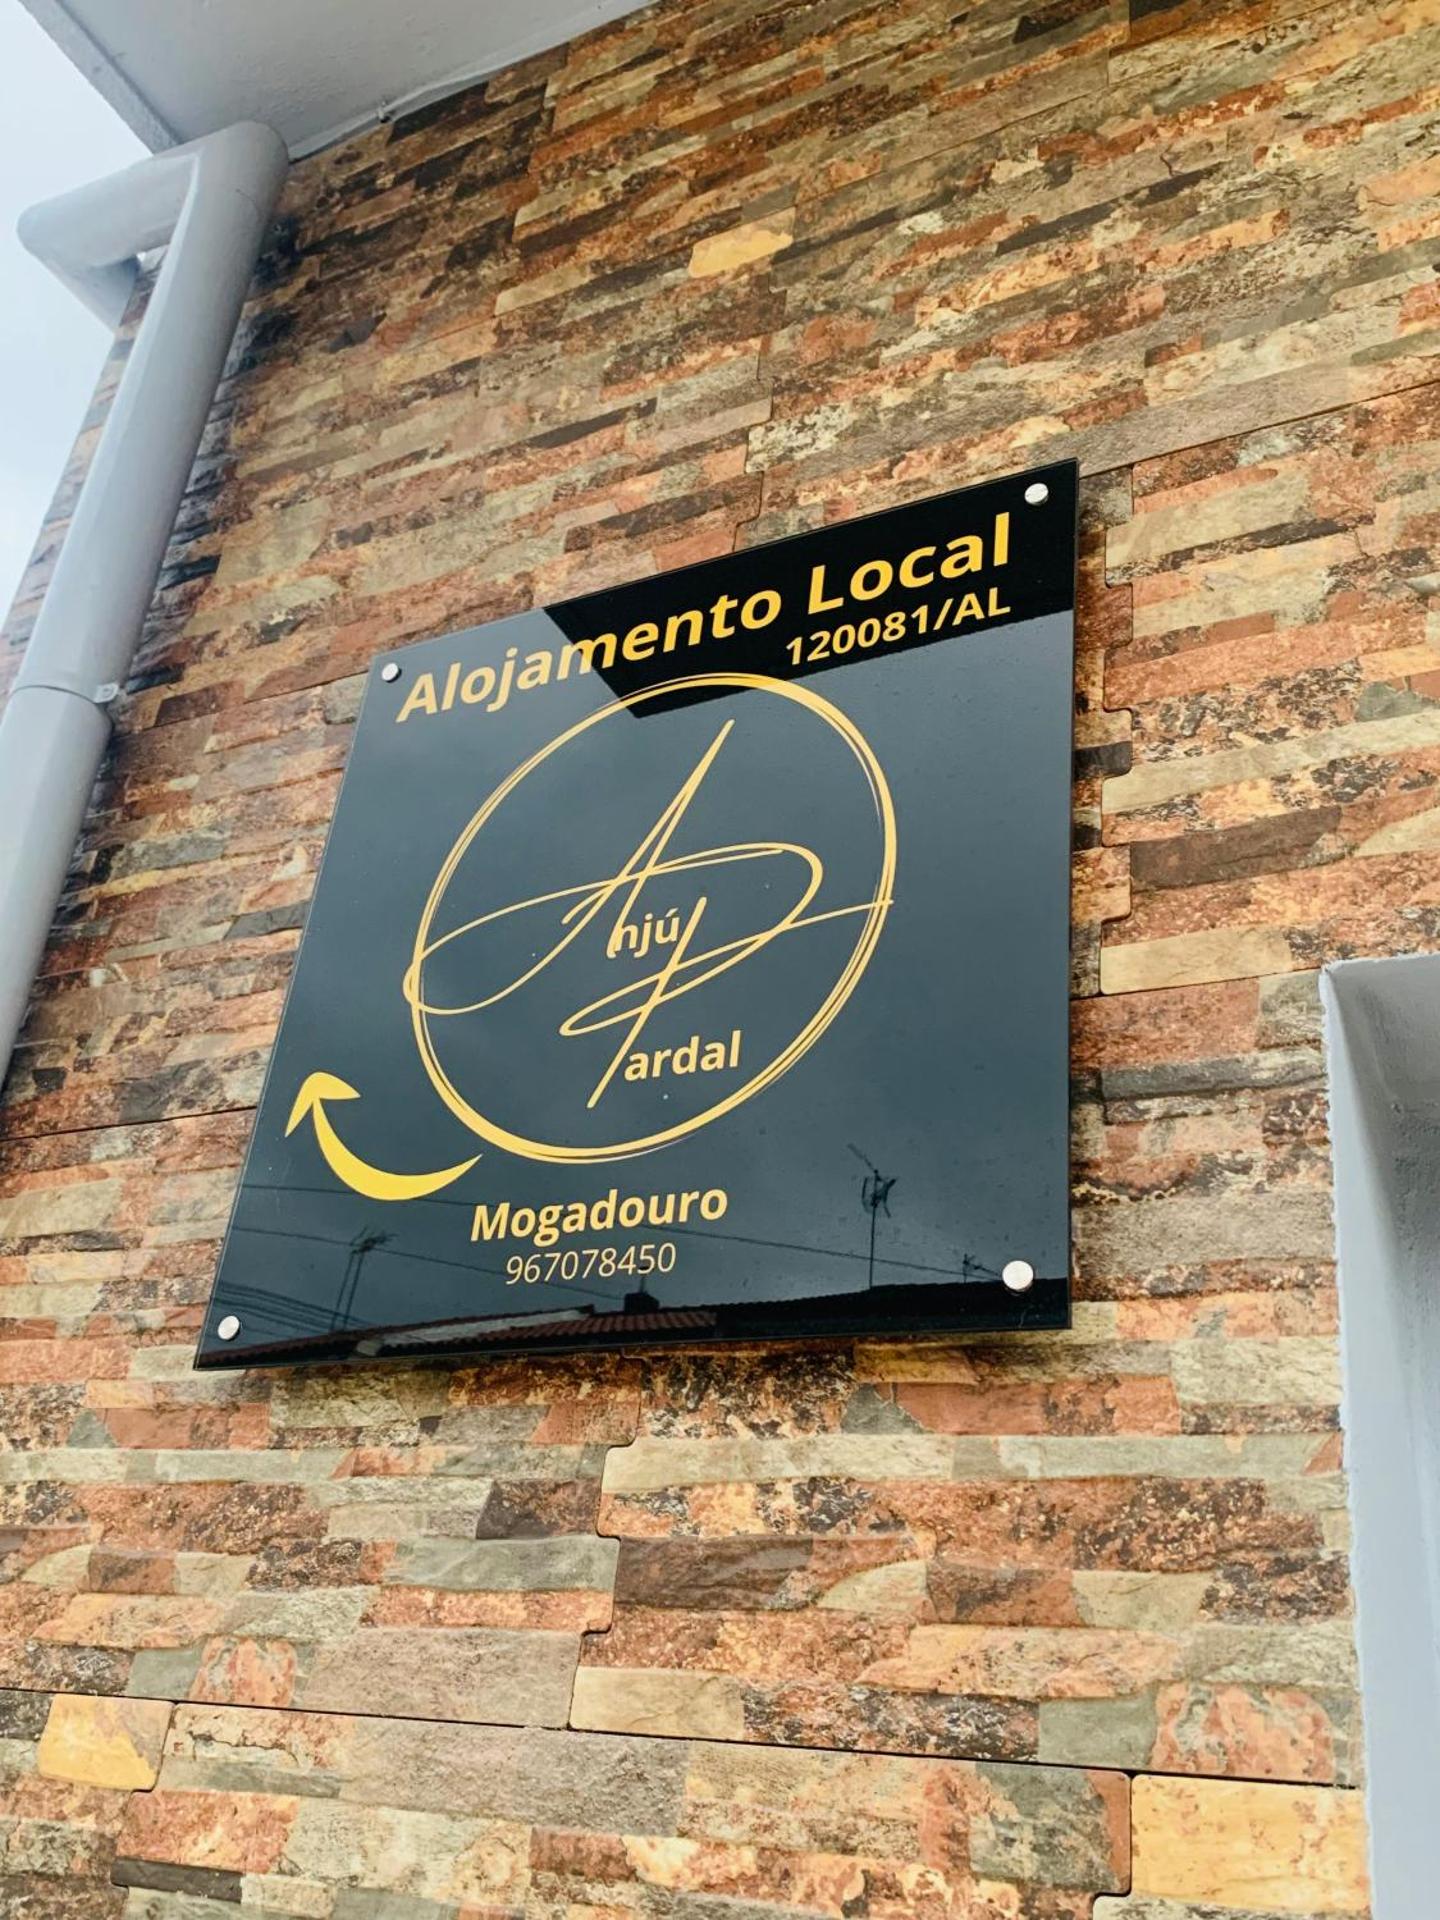 Alojamento Local
120081/AL
Anjú
Pardal
Mogadouro
967078450